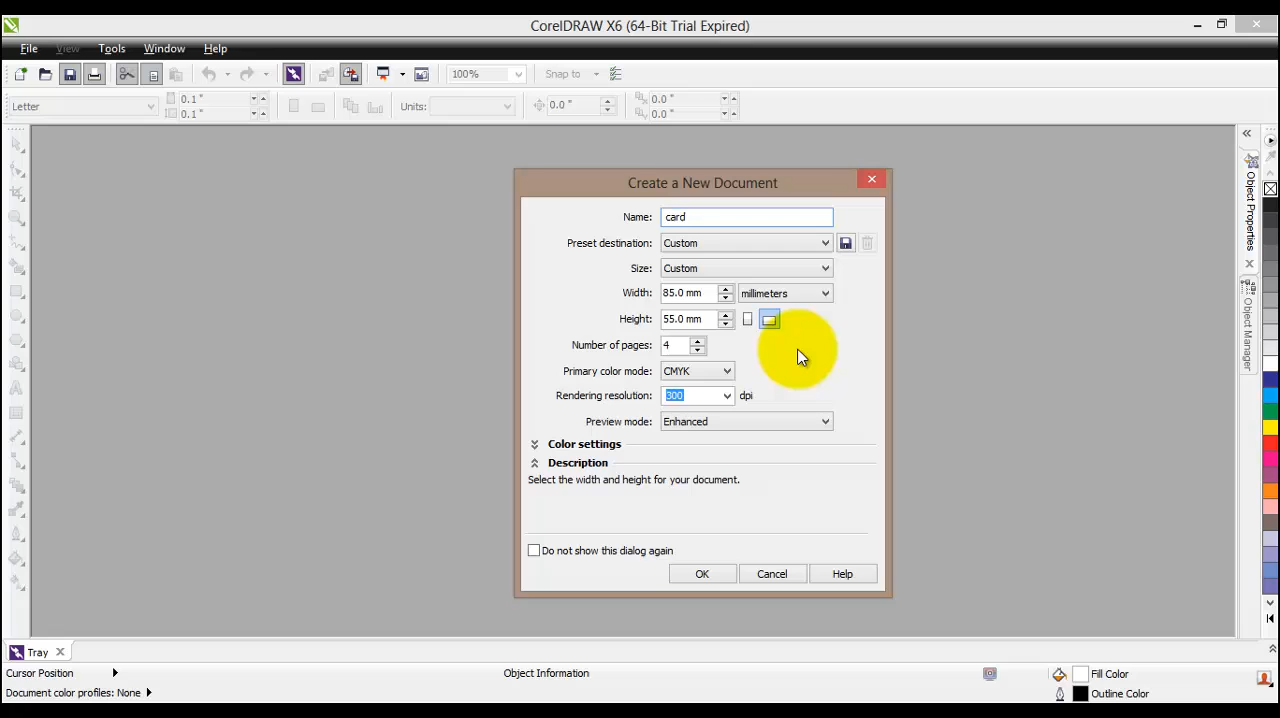 CorelDRAW X6 (64-Bit Trial Expired)
File View Tools Window Help
100% Snap to
Letter 0.1 " 0.1 " Units: 0.0 " 0.0 " 0.0 "
Create a New Document
Name: card
Preset destination: Custom
Size: Custom
Width: 85.0 mm millimeters
Height: 55.0 mm
Number of pages: 4
Primary color mode: CMYK
Rendering resolution: 300 dpi
Preview mode: Enhanced
Color settings
Description
Select the width and height for your document.
Do not show this dialog again
OK Cancel Help
Object Properties
Object Manager
Tray
Cursor Position Object Information Fill Color
Document color profiles: None Outline Color